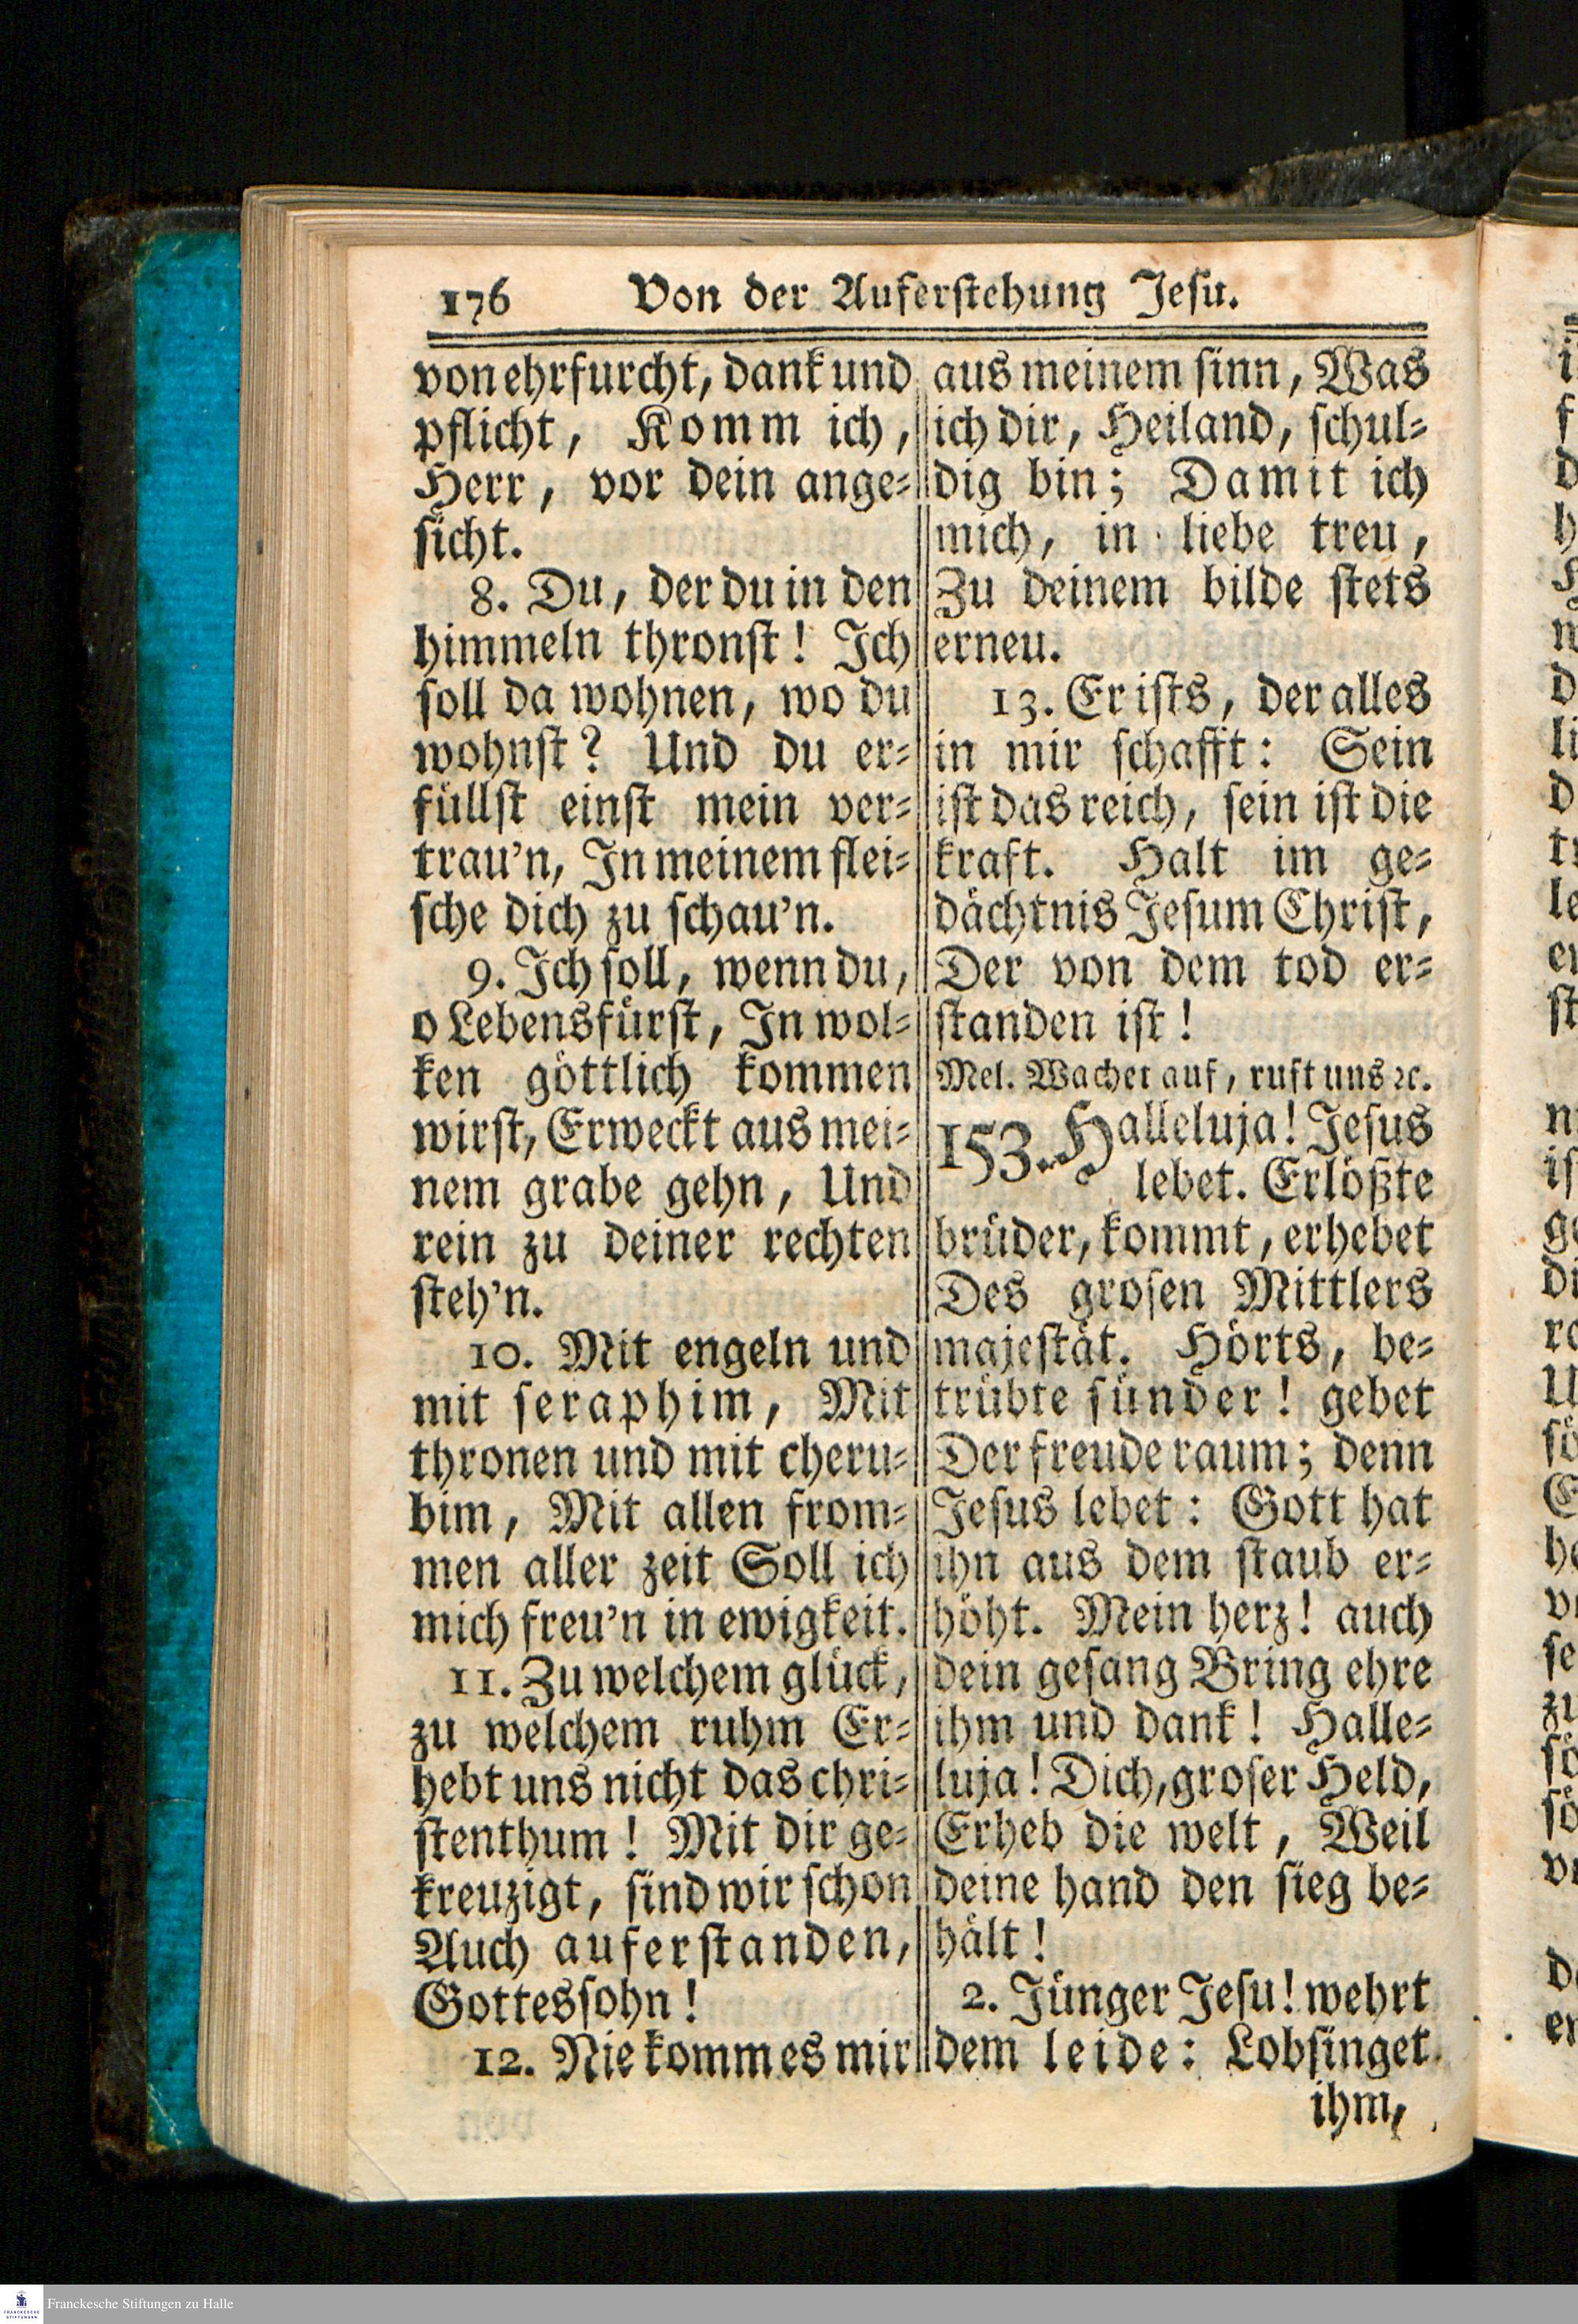 176 Von der Auferstehung Jesu.
von ehrfurcht, dank und
pflicht, Komm ich,
Herr, vor dein ange-
sicht.
8. Du, der du in den
himmeln thronst! Ich
soll da wohnen, wo du
wohnst? Und du er-
füllst einst mein ver-
trau'n, In meinem flei-
sche dich zu schau'n.
9. Ich soll, wenn du,
o Lebensfürst, In wol-
ken göttlich kommen
wirst, Erweckt aus mei-
nem grabe gehn, Und
rein zu deiner rechten
steh'n.
10. Mit engeln und
mit seraphim, Mit
thronen und mit cheru-
bim, Mit allen from-
men aller zeit Soll ich
mich freu'n in ewigkeit.
11. Zu welchem glück,
zu welchem ruhm Er-
hebt uns nicht das chri-
stenthum! Mit dir ge-
kreuzigt, sind wir schon
Auch auferstanden,
Gottessohn!
12. Nie komm es mir
aus meinem sinn, Was
ich dir, Heiland, schul-
dig bin; Damit ich
mich, in liebe treu,
Zu deinem bilde stets
erneu.
13. Er ists, der alles
in mir schafft: Sein
ist das reich, sein ist die
kraft. Halt im ge-
dächtnis Jesum Christ,
Der von dem tod er-
standen ist!
Mel. Wachet auf, ruft uns ꝛc.
153. Halleluja! Jesus
lebet. Erlößte
brüder, kommt, erhebet
Des grosen Mittlers
majestät. Hörts, be-
trübte sünder! gebet
Der freude raum; denn
Jesus lebet: Gott hat
ihn aus dem staub er-
höht. Mein herz! auch
dein gesang Bring ehre
ihm und dank! Halle-
luja! Dich, groser Held,
Erheb die welt, Weil
deine hand den sieg be-
hält!
2. Jünger Jesu! wehrt
dem leide: Lobsinget
ihm,
Franckesche Stiftungen zu Halle